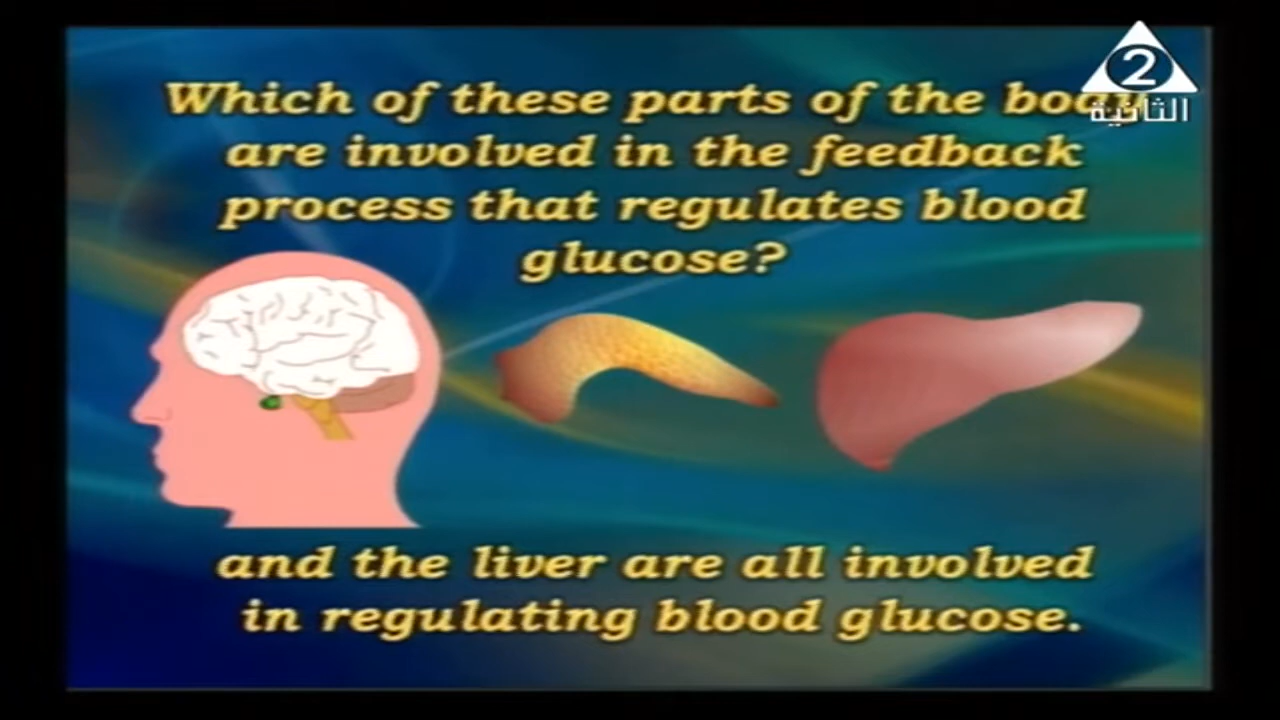 Which of these parts of the
are involved in the feedback
process that regulates blood
glucose?
and the liver are all involved
in regulating blood glucose.
2
الثانية